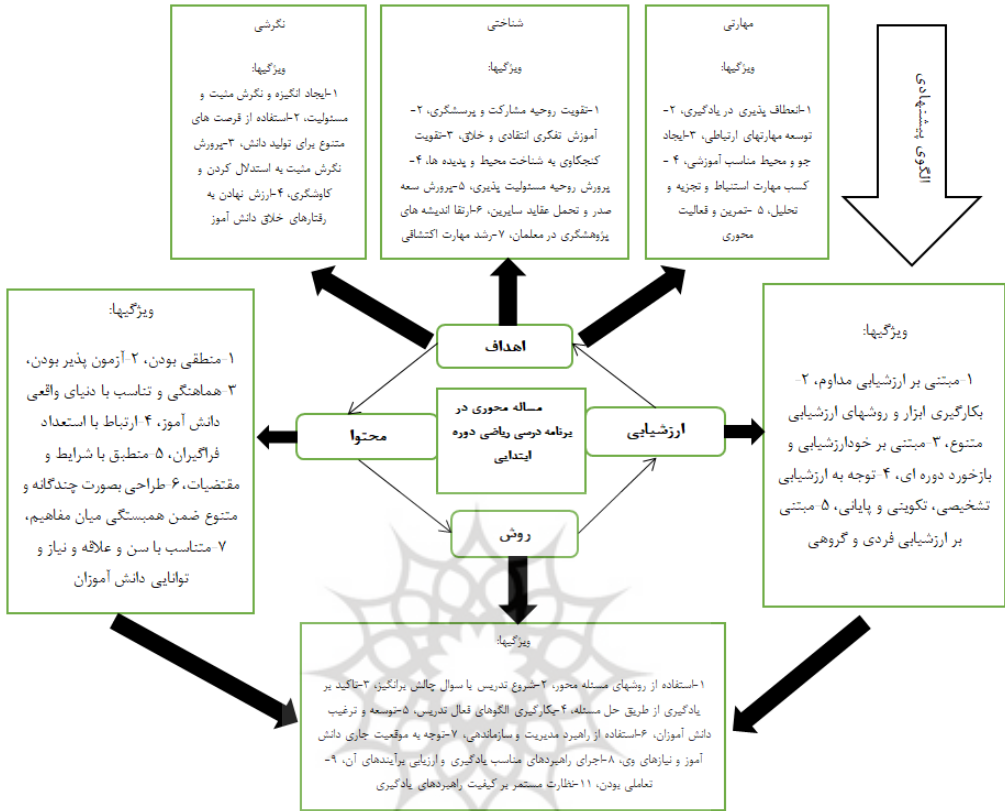 الگوی پیشنهادی
مهارتی
ویژگیها:
۱-انعطاف پذیری در یادگیری، ۲-
توسعه مهارتهای ارتباطی، ۳-ایجاد
جو و محیط مناسب آموزشی، ۴-
کسب مهارت استنباط و تجزیه و
تحلیل، ۵-تمرین و فعالیت
محوری
شناختی
ویژگیها:
۱-تقویت روحیه مشارکت و پرسشگری، ۲-
آموزش تفکری انتقادی و خلاق، ۳-تقویت
کنجکاوی به شناخت محیط و پدیده ها، ۴-
پرورش روحیه مسئولیت پذیری، ۵-پرورش سعه
صدر و تحمل عقاید سایرین، ۶-ارتقا اندیشه های
پژوهشگری در معلمان، ۷-رشد مهارت اکتشافی
نگرشی
ویژگیها:
۱-ایجاد انگیزه و نگرش مثبت و
مسئولیت، ۲-استفاده از فرصت های
متنوع برای تولید دانش، ۳-پرورش
نگرش مثبت به استدلال کردن و
کاوشگری، ۴-ارزش نهادن به
رفتارهای خلاق دانش آموز
اهداف
ارزشیابی
مساله محوری در
برنامه درسی ریاضی دوره
ابتدایی
محتوا
روش
ویژگیها:
۱-مبتنی بر ارزشیابی مداوم، ۲-
بکارگیری ابزار و روشهای ارزشیابی
متنوع، ۳-مبتنی بر خودارزشیابی و
بازخورد دوره ای، ۴-توجه به ارزشیابی
تشخیصی، تکوینی و پایانی، ۵-مبتنی
بر ارزشیابی فردی و گروهی
ویژگیها:
۱-منطقی بودن، ۲-آزمون پذیر بودن،
۳-هماهنگی و تناسب با دنیای واقعی
دانش آموز، ۴-ارتباط با استعداد
فراگیران، ۵-منطبق با شرایط و
مقتضیات، ۶-طراحی بصورت چندگانه و
متنوع ضمن همبستگی میان مفاهیم،
۷-متناسب با سن و علاقه و نیاز و
توانایی دانش آموزان
ویژگیها:
۱-استفاده از روشهای مسئله محور، ۲-شروع تدریس با سوال چالش برانگیز، ۳-تاکید بر
یادگیری از طریق حل مسئله، ۴-بکارگیری الگوهای فعال تدریس، ۵-توسعه و ترغیب
دانش آموزان، ۶-استفاده از راهبرد مدیریت و سازماندهی، ۷-توجه به موقعیت جاری دانش
آموز و نیازهای وی، ۸-اجرای راهبردهای مناسب یادگیری و ارزیابی برآیندهای آن، ۹-
تعاملی بودن، ۱۱-نظارت مستمر بر کیفیت راهبردهای یادگیری